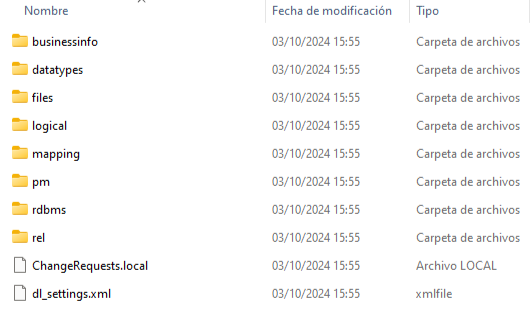 Nombre Fecha de modificación Tipo
businessinfo 03/10/2024 15:55 Carpeta de archivos
datatypes 03/10/2024 15:55 Carpeta de archivos
files 03/10/2024 15:55 Carpeta de archivos
logical 03/10/2024 15:55 Carpeta de archivos
mapping 03/10/2024 15:55 Carpeta de archivos
pm 03/10/2024 15:55 Carpeta de archivos
rdbms 03/10/2024 15:55 Carpeta de archivos
rel 03/10/2024 15:55 Carpeta de archivos
ChangeRequests.local 03/10/2024 15:55 Archivo LOCAL
dl_settings.xml 03/10/2024 15:55 xmlfile